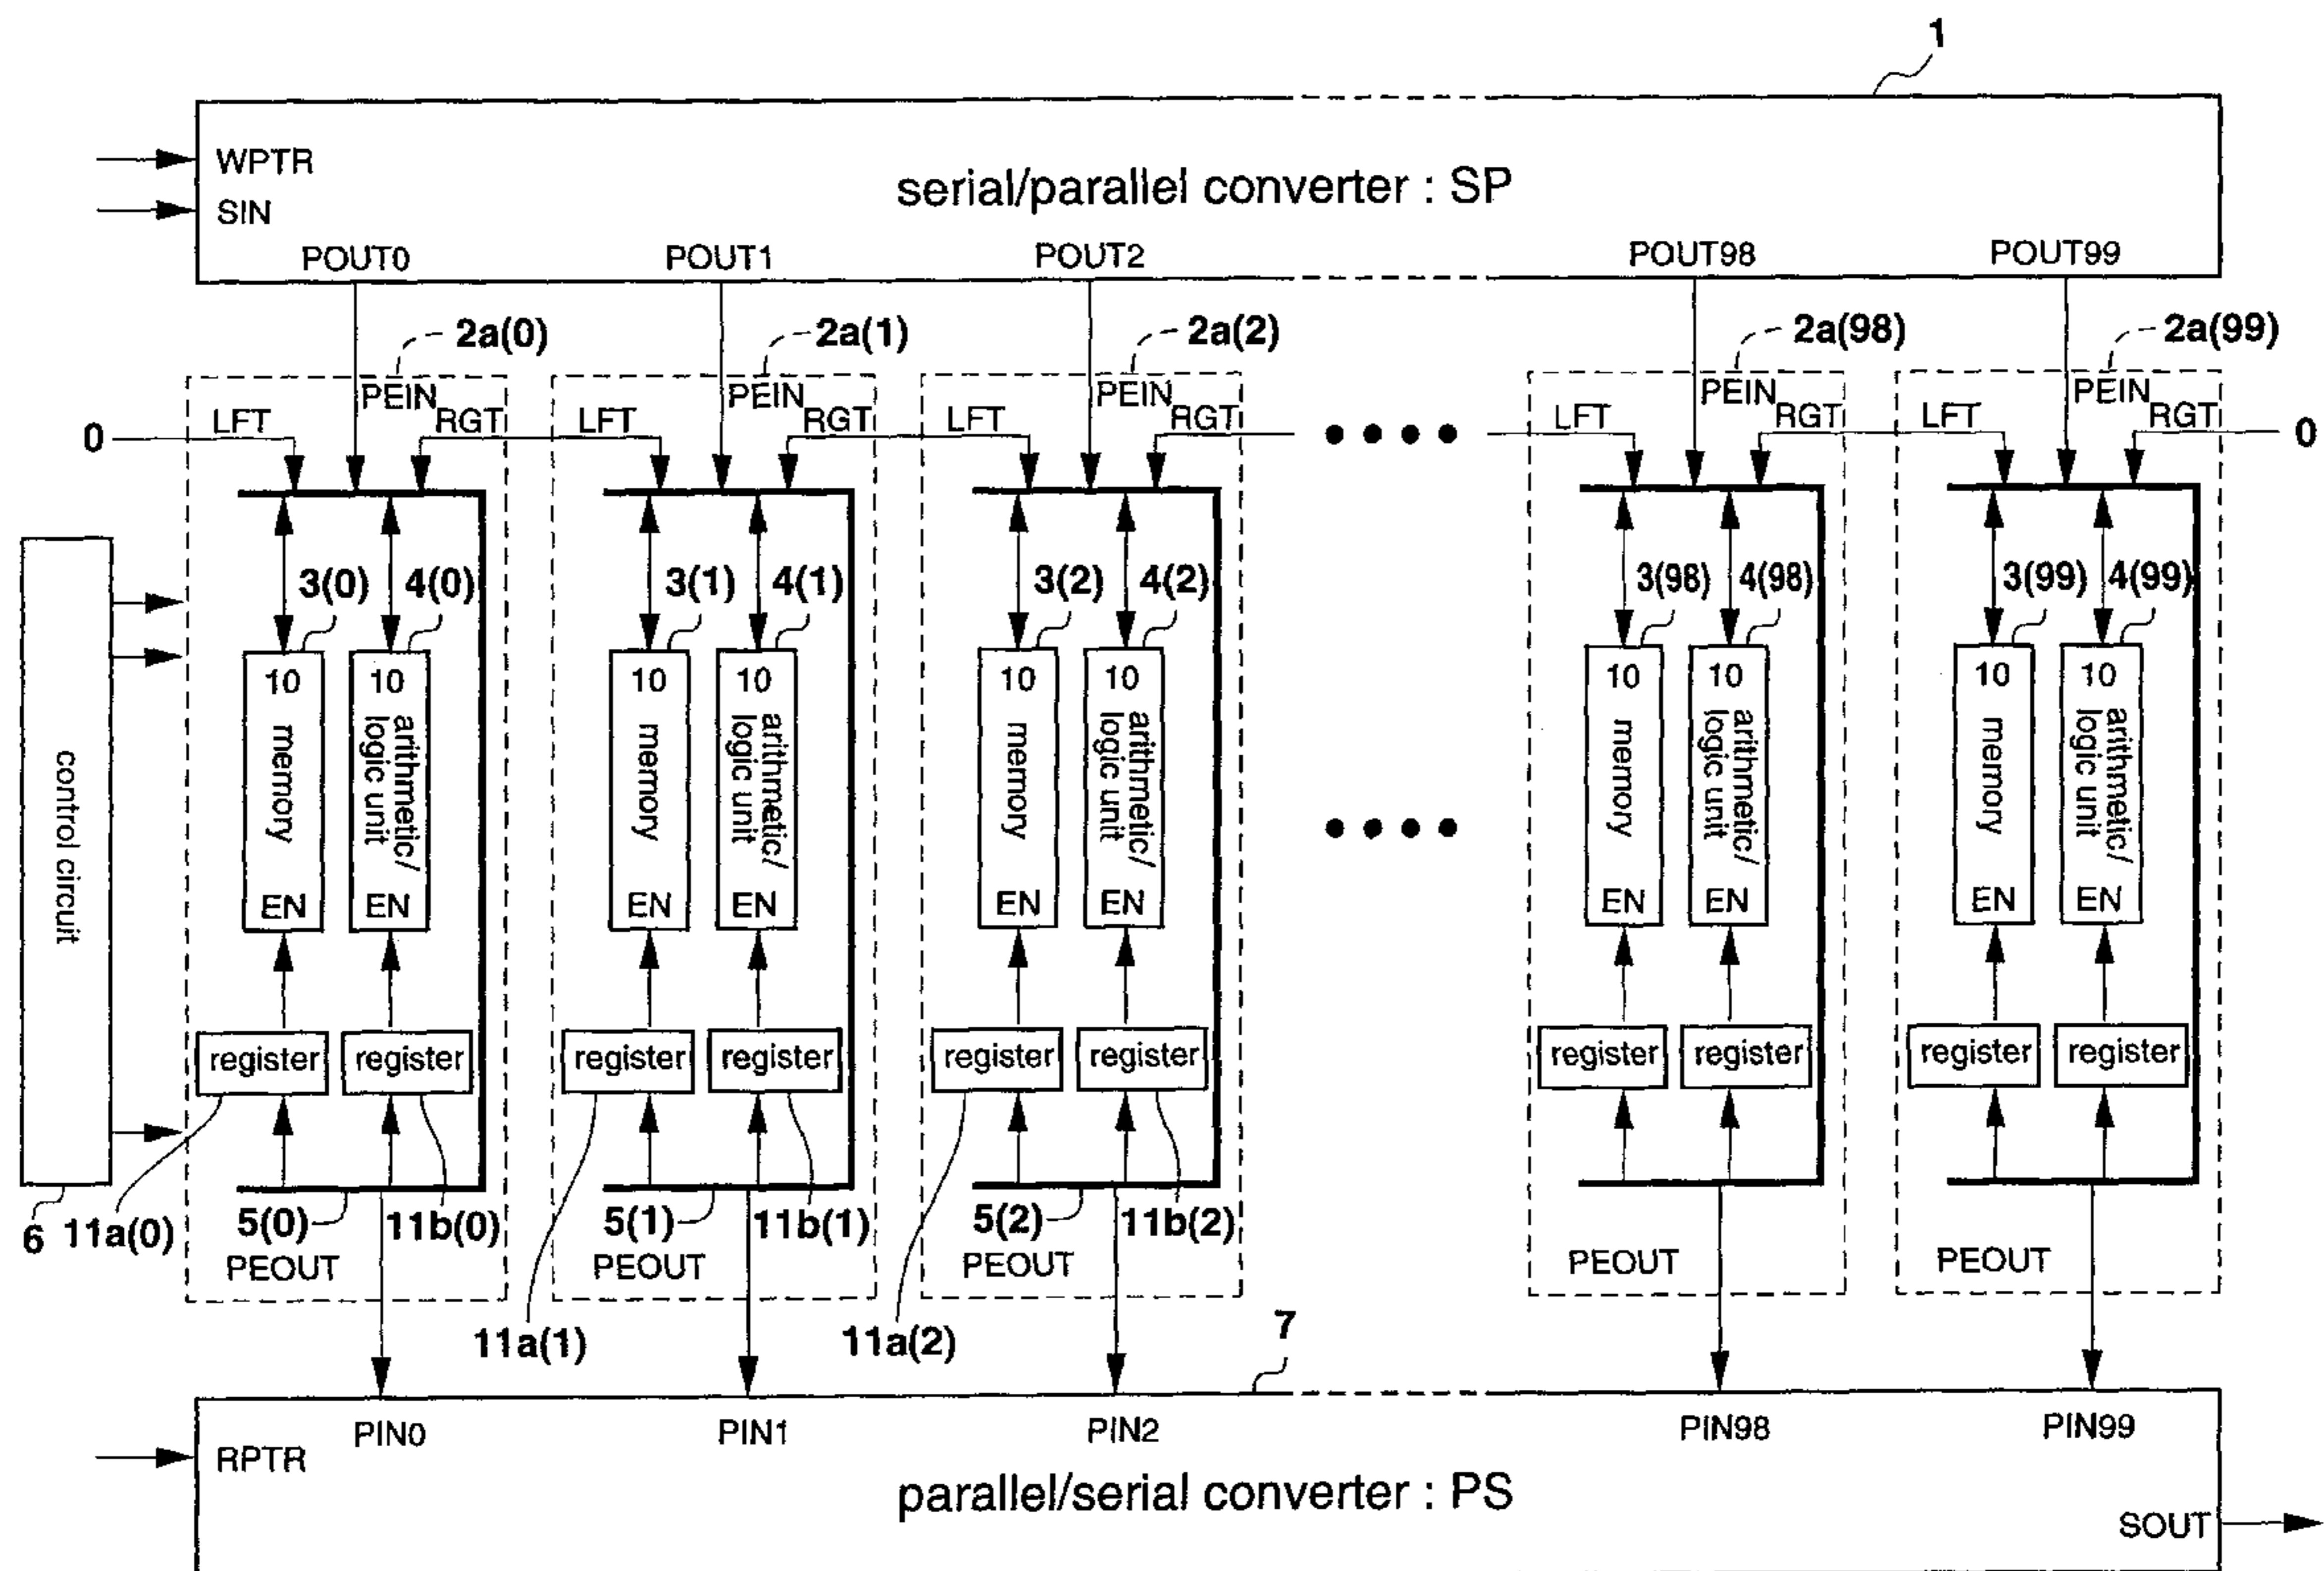 1
WPTR
SIN
serial/parallel converter : SP
POUT0 POUT1 POUT2 POUT98 POUT99
2a(0) 2a(1) 2a(2) 2a(98) 2a(99)
PEIN PEIN PEIN PEIN PEIN
0 LFT RGT LFT RGT LFT RGT LFT RGT LFT RGT 0
3(0) 4(0) 3(1) 4(1) 3(2) 4(2) 3(98) 4(98) 3(99) 4(99)
10 10 10 10 10 10 10 10 10 10
control circuit
memory
arithmetic/
logic unit
memory
arithmetic/
logic unit
memory
arithmetic/
logic unit
memory
arithmetic/
logic unit
memory
arithmetic/
logic unit
EN EN EN EN EN EN EN EN EN EN
register register register register register register register register register register
6 11a(0) 5(0) 11b(0) 5(1) 11b(1) 5(2) 11b(2)
PEOUT PEOUT PEOUT PEOUT PEOUT
11a(1) 11a(2) 7
PIN0 PIN1 PIN2 PIN98 PIN99
RPTR
parallel/serial converter : PS
SOUT